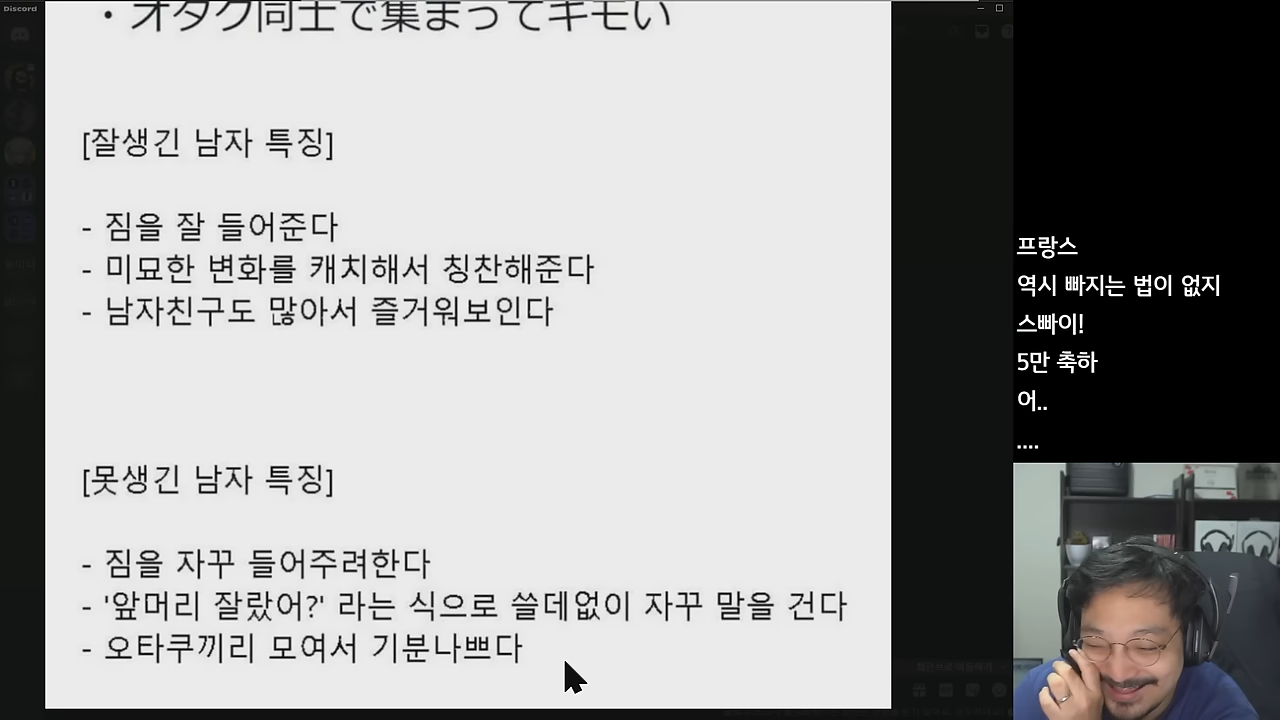 Discord
・オタク同士で集まってキモい
[잘생긴 남자 특징]
- 짐을 잘 들어준다
- 미묘한 변화를 캐치해서 칭찬해준다
- 남자친구도 많아서 즐거워보인다
[못생긴 남자 특징]
- 짐을 자꾸 들어주려한다
- '앞머리 잘랐어?' 라는 식으로 쓸데없이 자꾸 말을 건다
- 오타쿠끼리 모여서 기분나쁘다
프랑스
역시 빠지는 법이 없지
스빠이!
5만 축하
어..
....